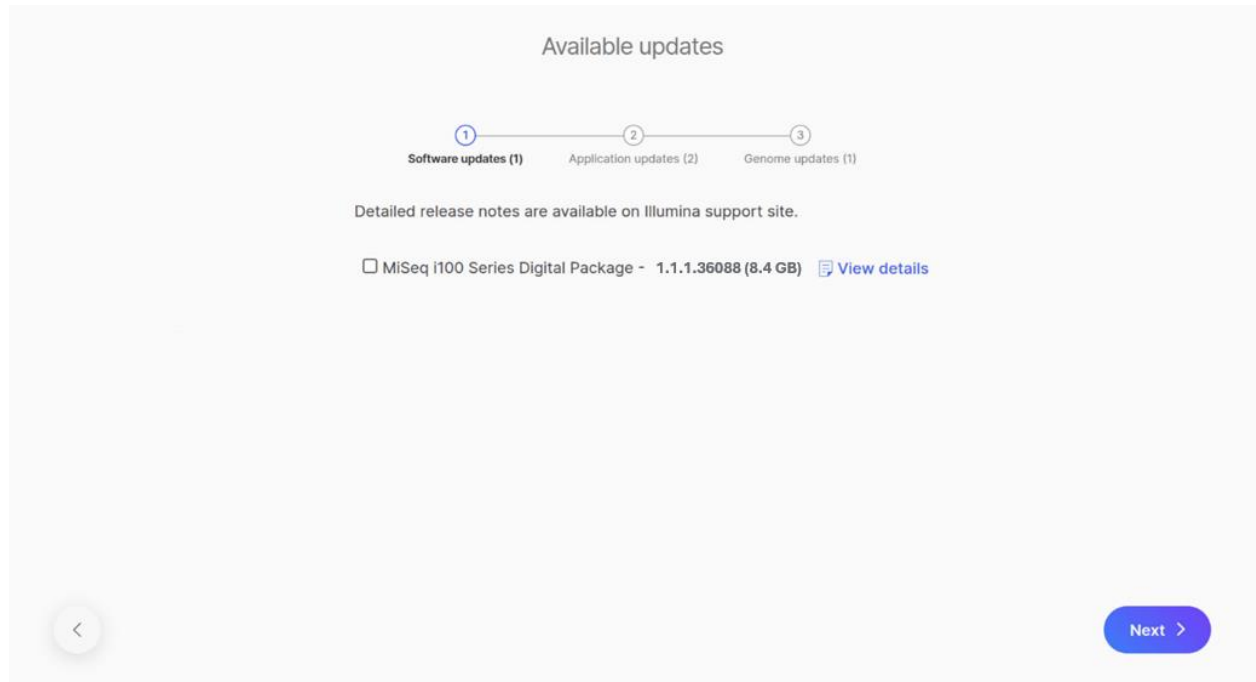 Available updates
1 2 3
Software updates (1) Application updates (2) Genome updates (1)
Detailed release notes are available on Illumina support site.
MiSeq i100 Series Digital Package - 1.1.1.36088 (8.4 GB) View details
Next